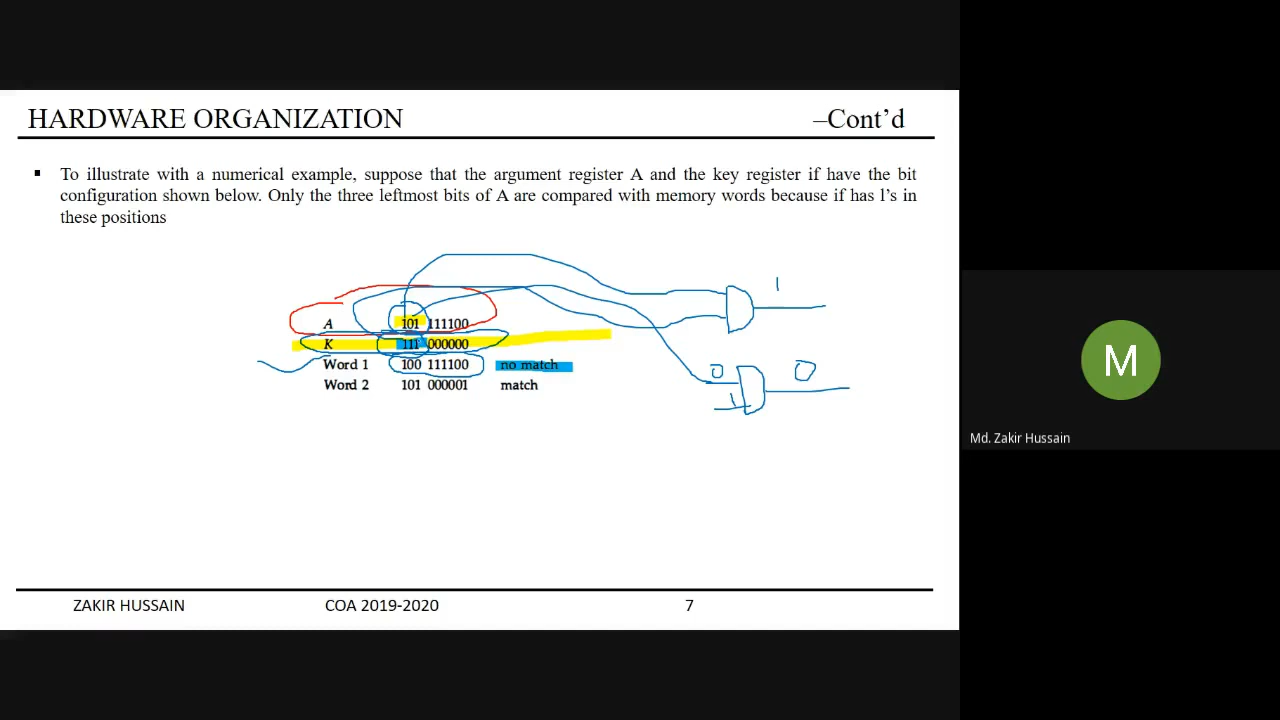 HARDWARE ORGANIZATION –Cont’d
▪ To illustrate with a numerical example, suppose that the argument register A and the key register if have the bit
configuration shown below. Only the three leftmost bits of A are compared with memory words because if has l’s in
these positions
1
A 101 111100
K 111 000000
Word 1 100 111100 no match
0 0
Word 2 101 000001 match
1
M
Md. Zakir Hussain
ZAKIR HUSSAIN COA 2019-2020 7